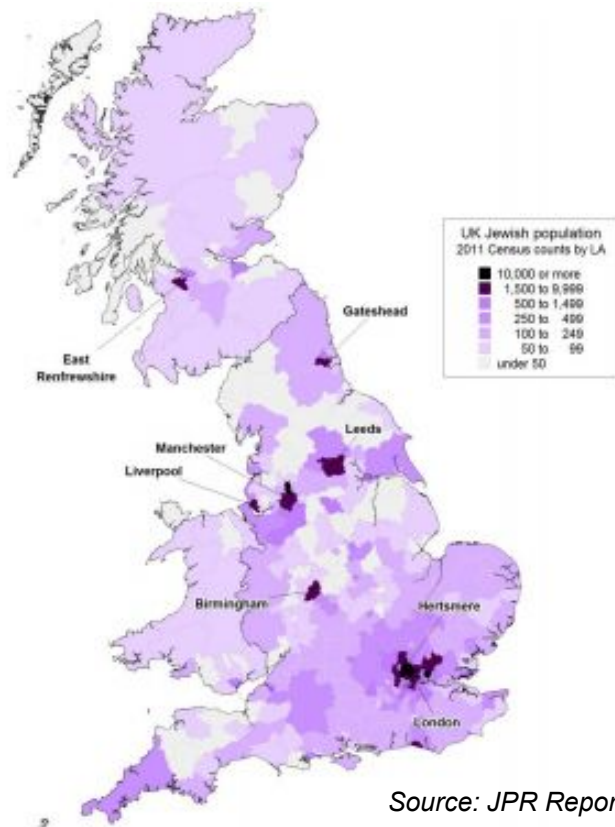 UK Jewish population
2011 Census counts by LA
10,000 or more
1,500 to 9,999
500 to 1,499
250 to 499
100 to 249
50 to 99
under 50
Gateshead
East
Renfrewshire
Leeds
Manchester
Liverpool
Birmingham
Hertsmere
London
Source: JPR Repor